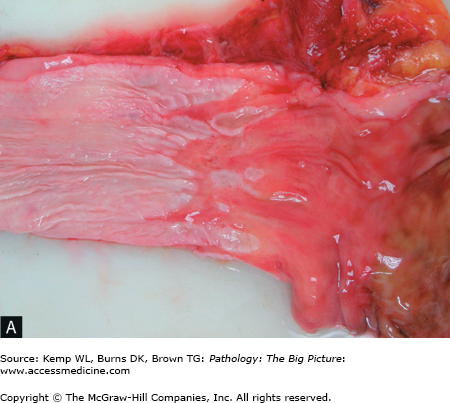 A
Source: Kemp WL, Burns DK, Brown TG: Pathology: The Big Picture:
www.accessmedicine.com
Copyright © The McGraw-Hill Companies, Inc. All rights reserved.